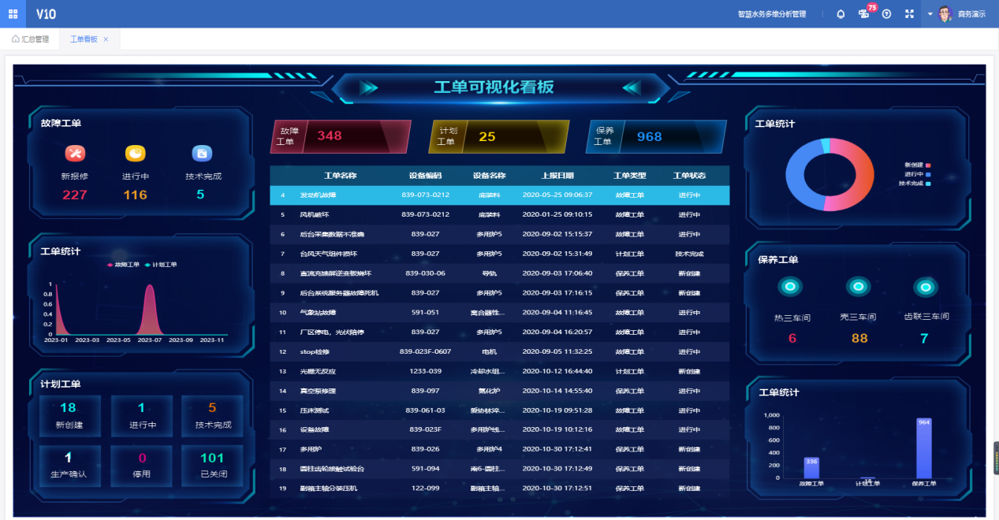 V10
智慧水务多维分析管理
75
商务演示
汇总管理
工单看板 ×
工单可视化看板
故障工单
新报修 进行中 技术完成
227 116 5
工单统计
故障工单 计划工单
1
0.8
0.6
0.4
0.2
0
2023-01 2023-03 2023-05 2023-07 2023-09 2023-11
计划工单
18 1 5
新创建 进行中 技术完成
1 0 101
生产确认 停用 已关闭
故障工单 348
计划工单 25
保养工单 968
工单名称 设备编码 设备名称 上报日期 工单类型 工单状态
4 发动机故障 839-073-0212 底装料 2020-05-25 09:06:37 故障工单 进行中
5 风机破坏 839-073-0212 底装料 2020-01-25 09:10:15 故障工单 进行中
6 后台采集数据不准确 839-027 多用炉5 2020-09-02 15:15:37 故障工单 进行中
7 台风天气组件损坏 839-027 多用炉5 2020-09-02 15:31:49 计划工单 技术完成
8 直流充馈屏逆变板烧坏 839-030-06 导轨 2020-09-03 17:06:40 保养工单 新创建
9 后台系统服务器故障死机 839-027 多用炉5 2020-09-03 17:16:15 保养工单 新创建
10 气象站故障 591-051 离合器性... 2020-09-04 11:16:45 故障工单 进行中
11 厂区停电，光伏陪停 839-027 多用炉5 2020-09-04 16:20:57 故障工单 进行中
12 stop检修 839-023F-0607 电机 2020-09-05 11:32:25 故障工单 进行中
13 光栅无反应 1233-039 冷却水组... 2020-10-12 16:44:40 计划工单 新创建
14 真空泵修理 839-097 氮化炉 2020-10-14 14:55:40 保养工单 进行中
15 压床测试 839-061-03 爱协林淬... 2020-10-19 09:51:28 故障工单 进行中
16 设备故障 839-023F 多用炉线... 2020-10-19 10:12:16 故障工单 进行中
17 多用炉 839-026 多用炉4 2020-10-30 17:12:41 保养工单 新创建
18 圆柱齿轮接触试验台 591-094 南6-圆柱... 2020-10-30 17:12:49 保养工单 新创建
19 副箱主轴分装压机 122-099 副箱主轴... 2020-10-30 17:12:51 保养工单 新创建
工单统计
新创建
进行中
技术完成
保养工单
热三车间 壳三车间 齿联三车间
6 88 7
工单统计
1,000
800
600
400
200
0
336 18 964
故障工单 计划工单 保养工单